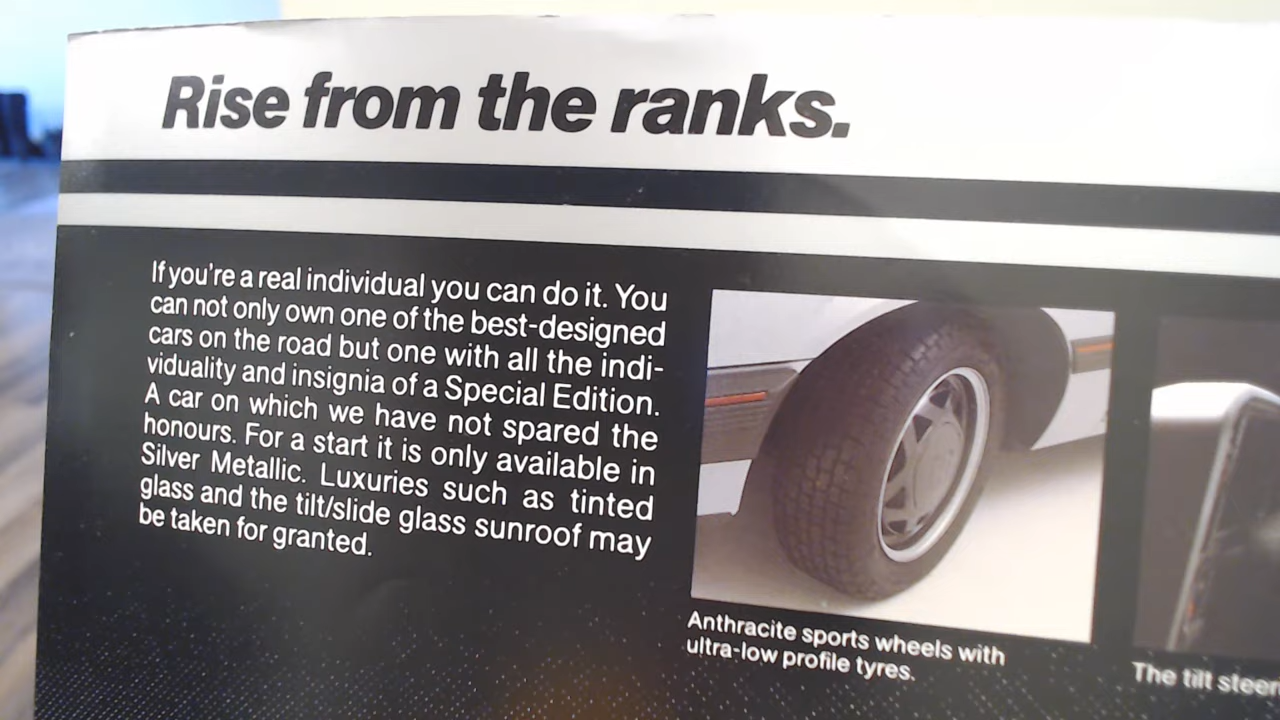 Rise from the ranks.
If you're a real individual you can do it. You
can not only own one of the best-designed
cars on the road but one with all the indi-
viduality and insignia of a Special Edition.
A car on which we have not spared the
honours. For a start it is only available in
Silver Metallic. Luxuries such as tinted
glass and the tilt/slide glass sunroof may
be taken for granted.
Anthracite sports wheels with
ultra-low profile tyres.
The tilt